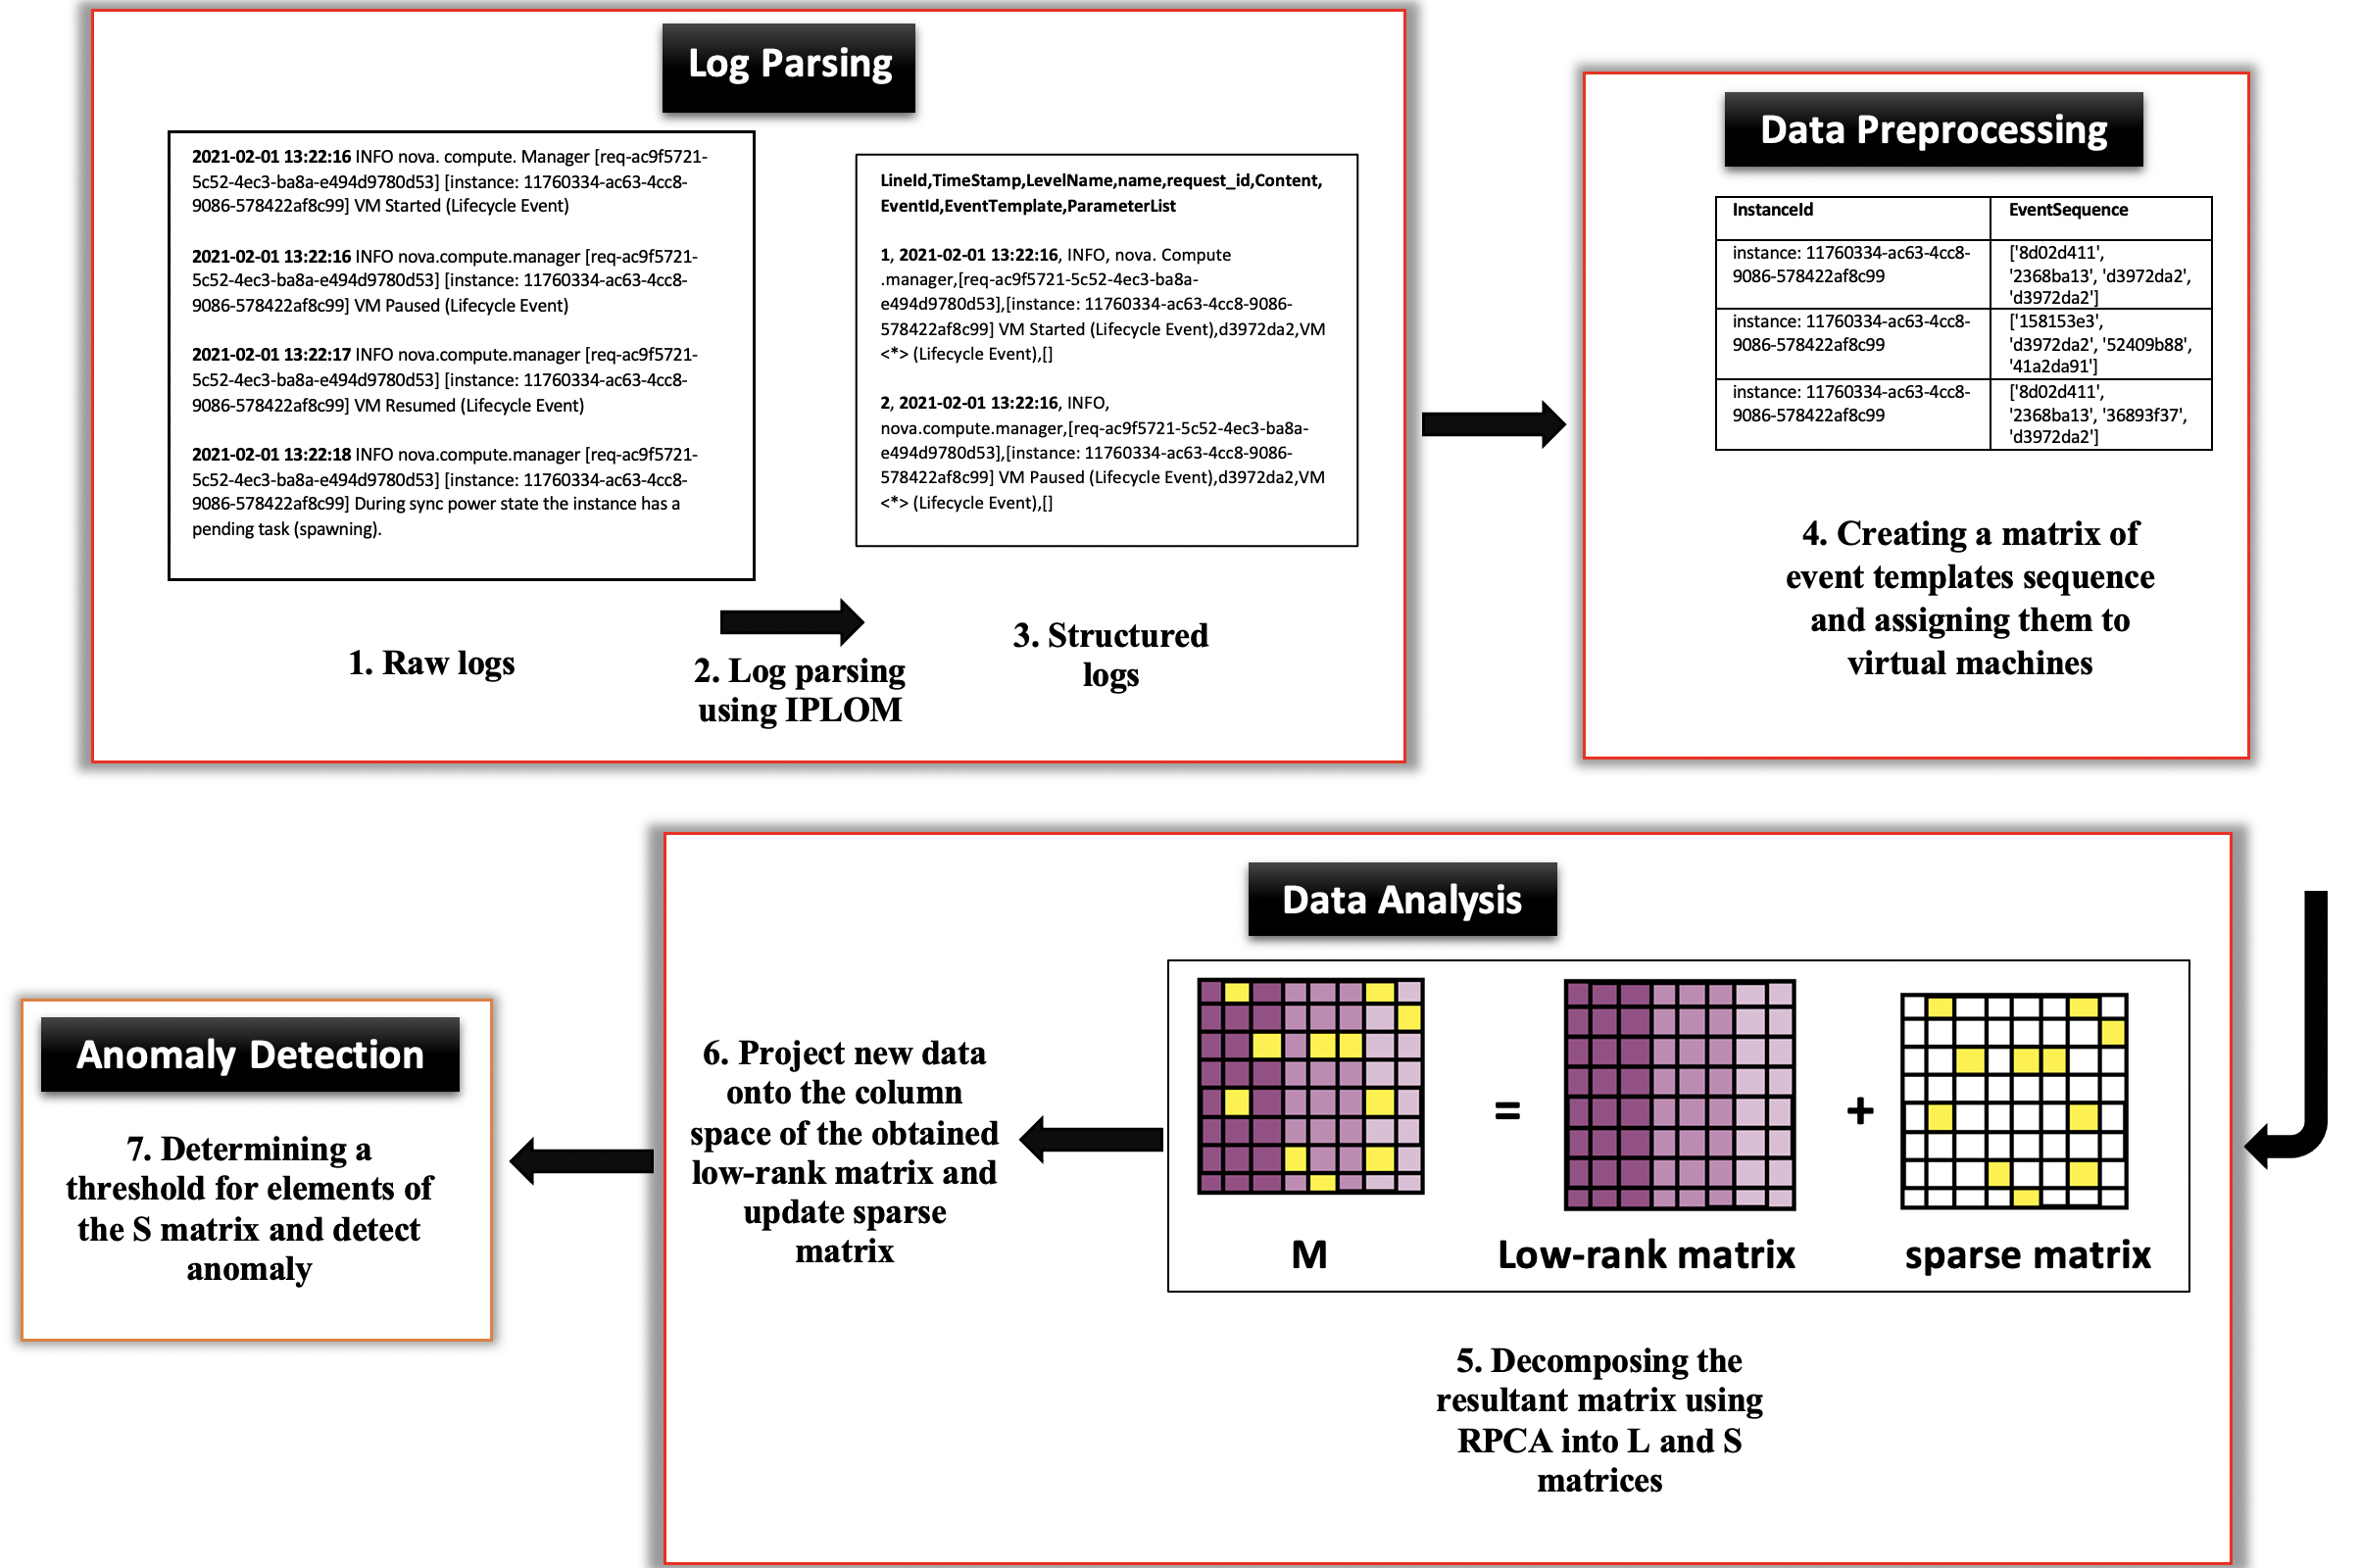 Log Parsing
2021-02-01 13:22:16 INFO nova. compute. Manager [req-ac9f5721-
5c52-4ec3-ba8a-e494d9780d53] [instance: 11760334-ac63-4cc8-
9086-578422af8c99] VM Started (Lifecycle Event)
2021-02-01 13:22:16 INFO nova.compute.manager [req-ac9f5721-
5c52-4ec3-ba8a-e494d9780d53] [instance: 11760334-ac63-4cc8-
9086-578422af8c99] VM Paused (Lifecycle Event)
2021-02-01 13:22:17 INFO nova.compute.manager [req-ac9f5721-
5c52-4ec3-ba8a-e494d9780d53] [instance: 11760334-ac63-4cc8-
9086-578422af8c99] VM Resumed (Lifecycle Event)
2021-02-01 13:22:18 INFO nova.compute.manager [req-ac9f5721-
5c52-4ec3-ba8a-e494d9780d53] [instance: 11760334-ac63-4cc8-
9086-578422af8c99] During sync power state the instance has a
pending task (spawning).
1. Raw logs
2. Log parsing
using IPLOM
LineId,TimeStamp,LevelName,name,request_id,Content,
EventId,EventTemplate,ParameterList
1, 2021-02-01 13:22:16, INFO, nova. Compute
.manager,[req-ac9f5721-5c52-4ec3-ba8a-
e494d9780d53],[instance: 11760334-ac63-4cc8-9086-
578422af8c99] VM Started (Lifecycle Event),d3972da2,VM
<*> (Lifecycle Event),[]
2, 2021-02-01 13:22:16, INFO,
nova.compute.manager,[req-ac9f5721-5c52-4ec3-ba8a-
e494d9780d53],[instance: 11760334-ac63-4cc8-9086-
578422af8c99] VM Paused (Lifecycle Event),d3972da2,VM
<*> (Lifecycle Event),[]
3. Structured
logs
Data Preprocessing
InstanceId EventSequence
instance: 11760334-ac63-4cc8- ['8d02d411',
9086-578422af8c99 '2368ba13', 'd3972da2',
'd3972da2']
instance: 11760334-ac63-4cc8- ['158153e3',
9086-578422af8c99 'd3972da2', '52409b88',
'41a2da91']
instance: 11760334-ac63-4cc8- ['8d02d411',
9086-578422af8c99 '2368ba13', '36893f37',
'd3972da2']
4. Creating a matrix of
event templates sequence
and assigning them to
virtual machines
Data Analysis
= +
M Low-rank matrix sparse matrix
5. Decomposing the
resultant matrix using
RPCA into L and S
matrices
6. Project new data
onto the column
space of the obtained
low-rank matrix and
update sparse
matrix
Anomaly Detection
7. Determining a
threshold for elements of
the S matrix and detect
anomaly